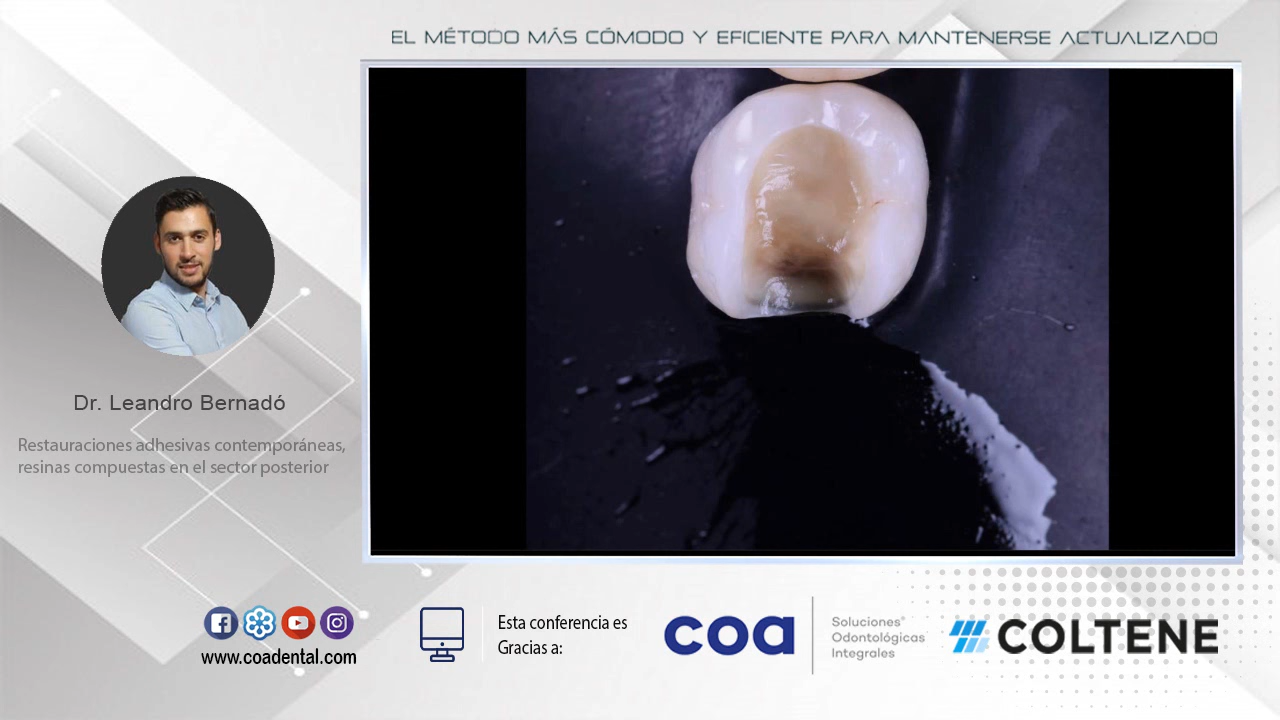 EL MÉTODO MÁS CÓMODO Y EFICIENTE PARA MANTENERSE ACTUALIZADO
Dr. Leandro Bernadó
Restauraciones adhesivas contemporáneas,
resinas compuestas en el sector posterior
www.coadental.com
Esta conferencia es
Gracias a:
coa
Soluciones®
Odontológicas
Integrales
COLTENE